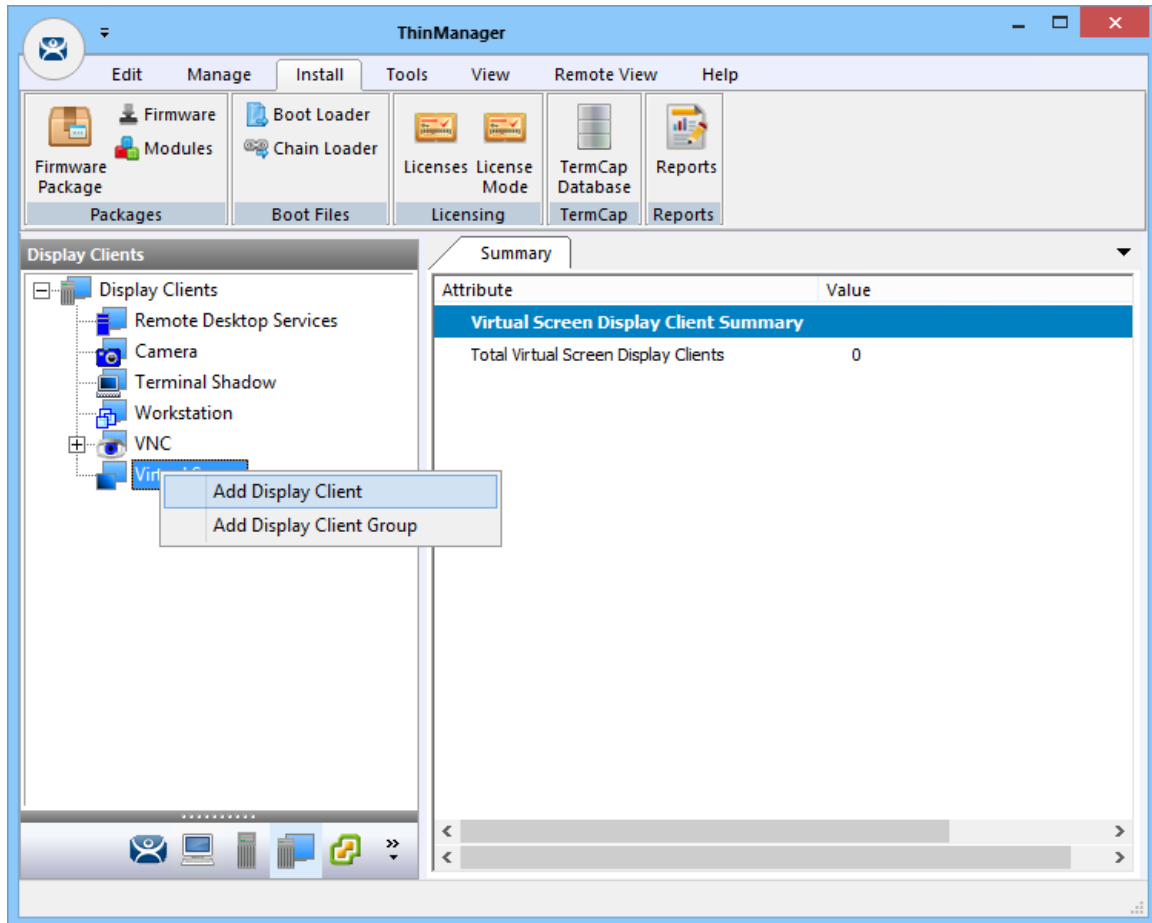 ThinManager
Edit Manage Install Tools View Remote View Help
Firmware Package
Firmware
Modules
Packages
Boot Loader
Chain Loader
Boot Files
Licenses
License Mode
Licensing
TermCap Database
TermCap
Reports
Reports
Display Clients
Display Clients
Remote Desktop Services
Camera
Terminal Shadow
Workstation
VNC
Add Display Client
Add Display Client Group
Summary
Attribute Value
Virtual Screen Display Client Summary
Total Virtual Screen Display Clients 0